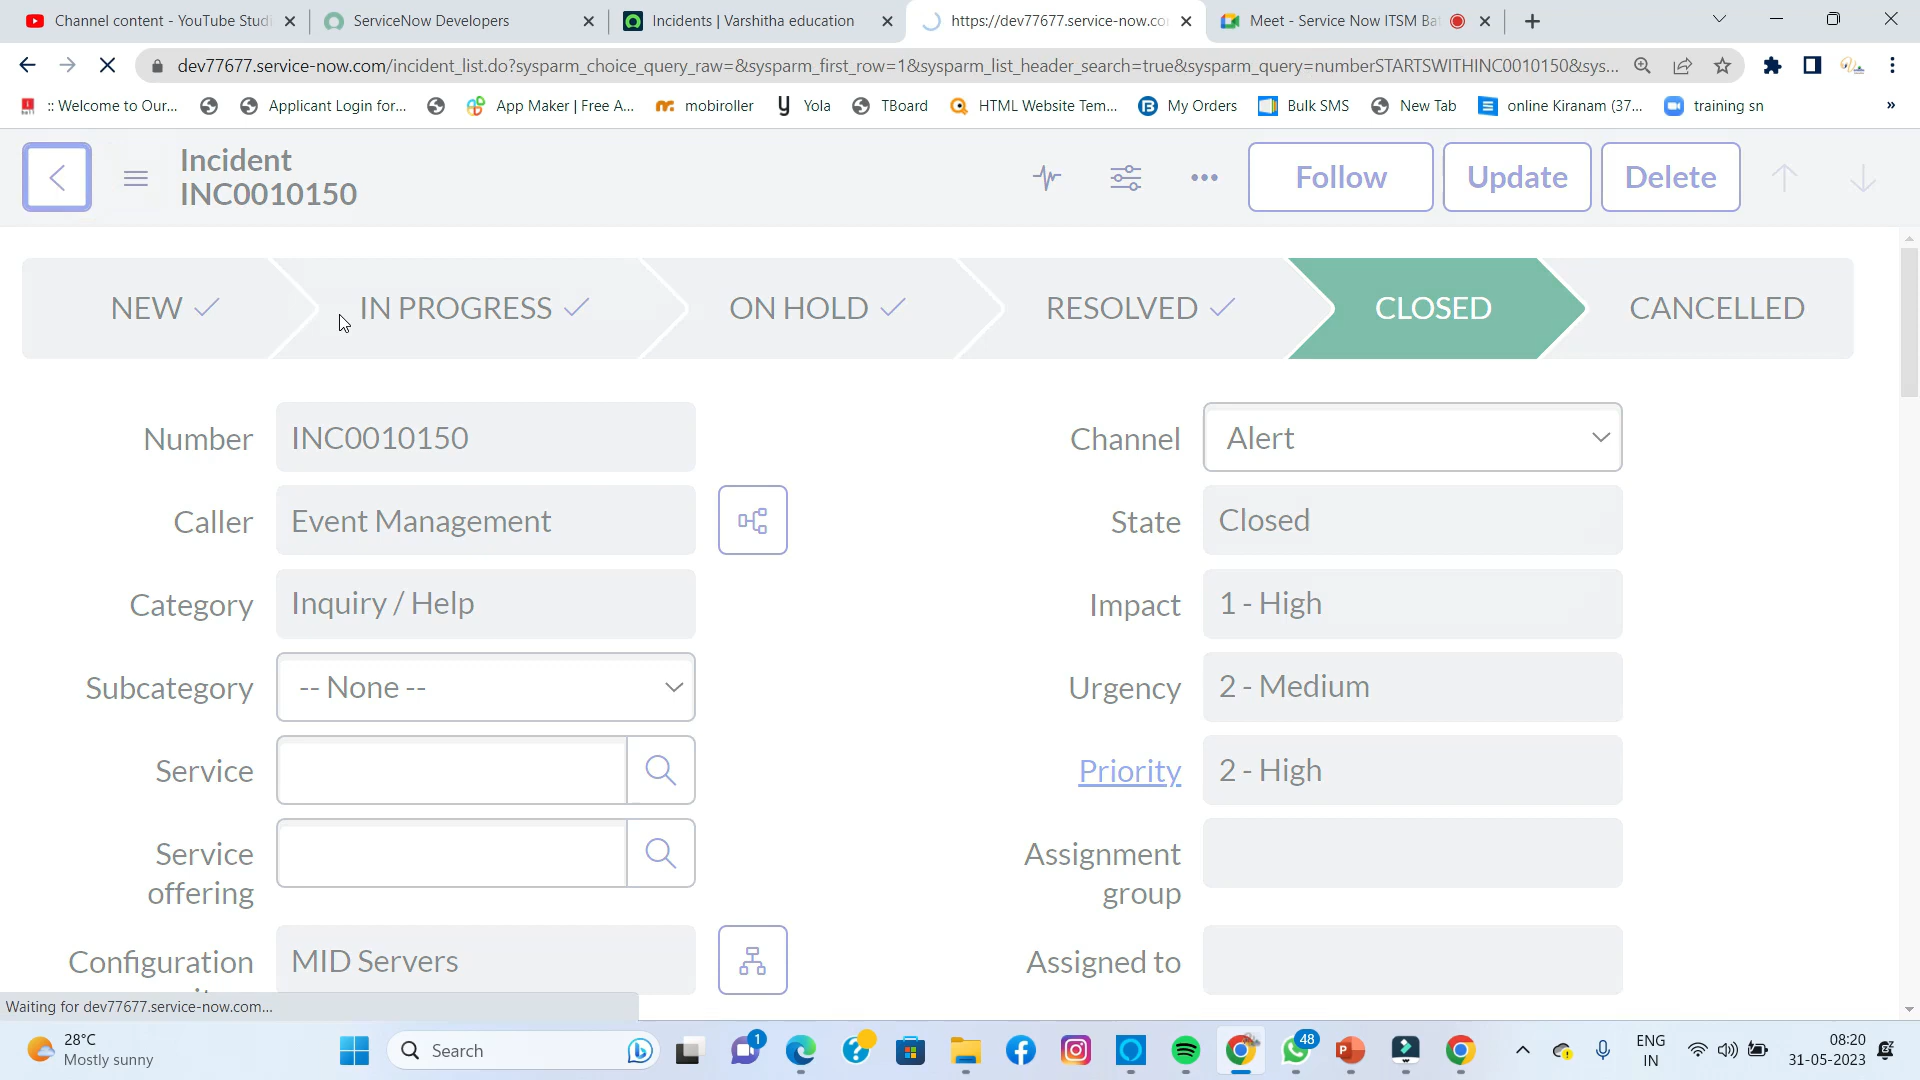 Channel content - YouTube Studi
ServiceNow Developers
Incidents | Varshitha education
https://dev77677.service-now.co
Meet - Service Now ITSM Ba
dev77677.service-now.com/incident_list.do?sysparm_choice_query_raw=&sysparm_first_row=1&sysparm_list_header_search=true&sysparm_query=numberSTARTSWITHINC0010150&sys...
:: Welcome to Our...
Applicant Login for...
App Maker | Free A...
mobiroller
Yola
TBoard
HTML Website Tem...
My Orders
Bulk SMS
New Tab
online Kiranam (37...
training sn
»
Incident
INC0010150
Follow
Update
Delete
NEW
IN PROGRESS
ON HOLD
RESOLVED
CLOSED
CANCELLED
Number INC0010150
Channel Alert
Caller Event Management
State Closed
Category Inquiry / Help
Impact 1 - High
Subcategory -- None --
Urgency 2 - Medium
Service
Priority 2 - High
Service
offering
Assignment
group
Configuration MID Servers
Assigned to
Waiting for dev77677.service-now.com...
28°C
Mostly sunny
Search
1
48
ENG
IN
08:20
31-05-2023